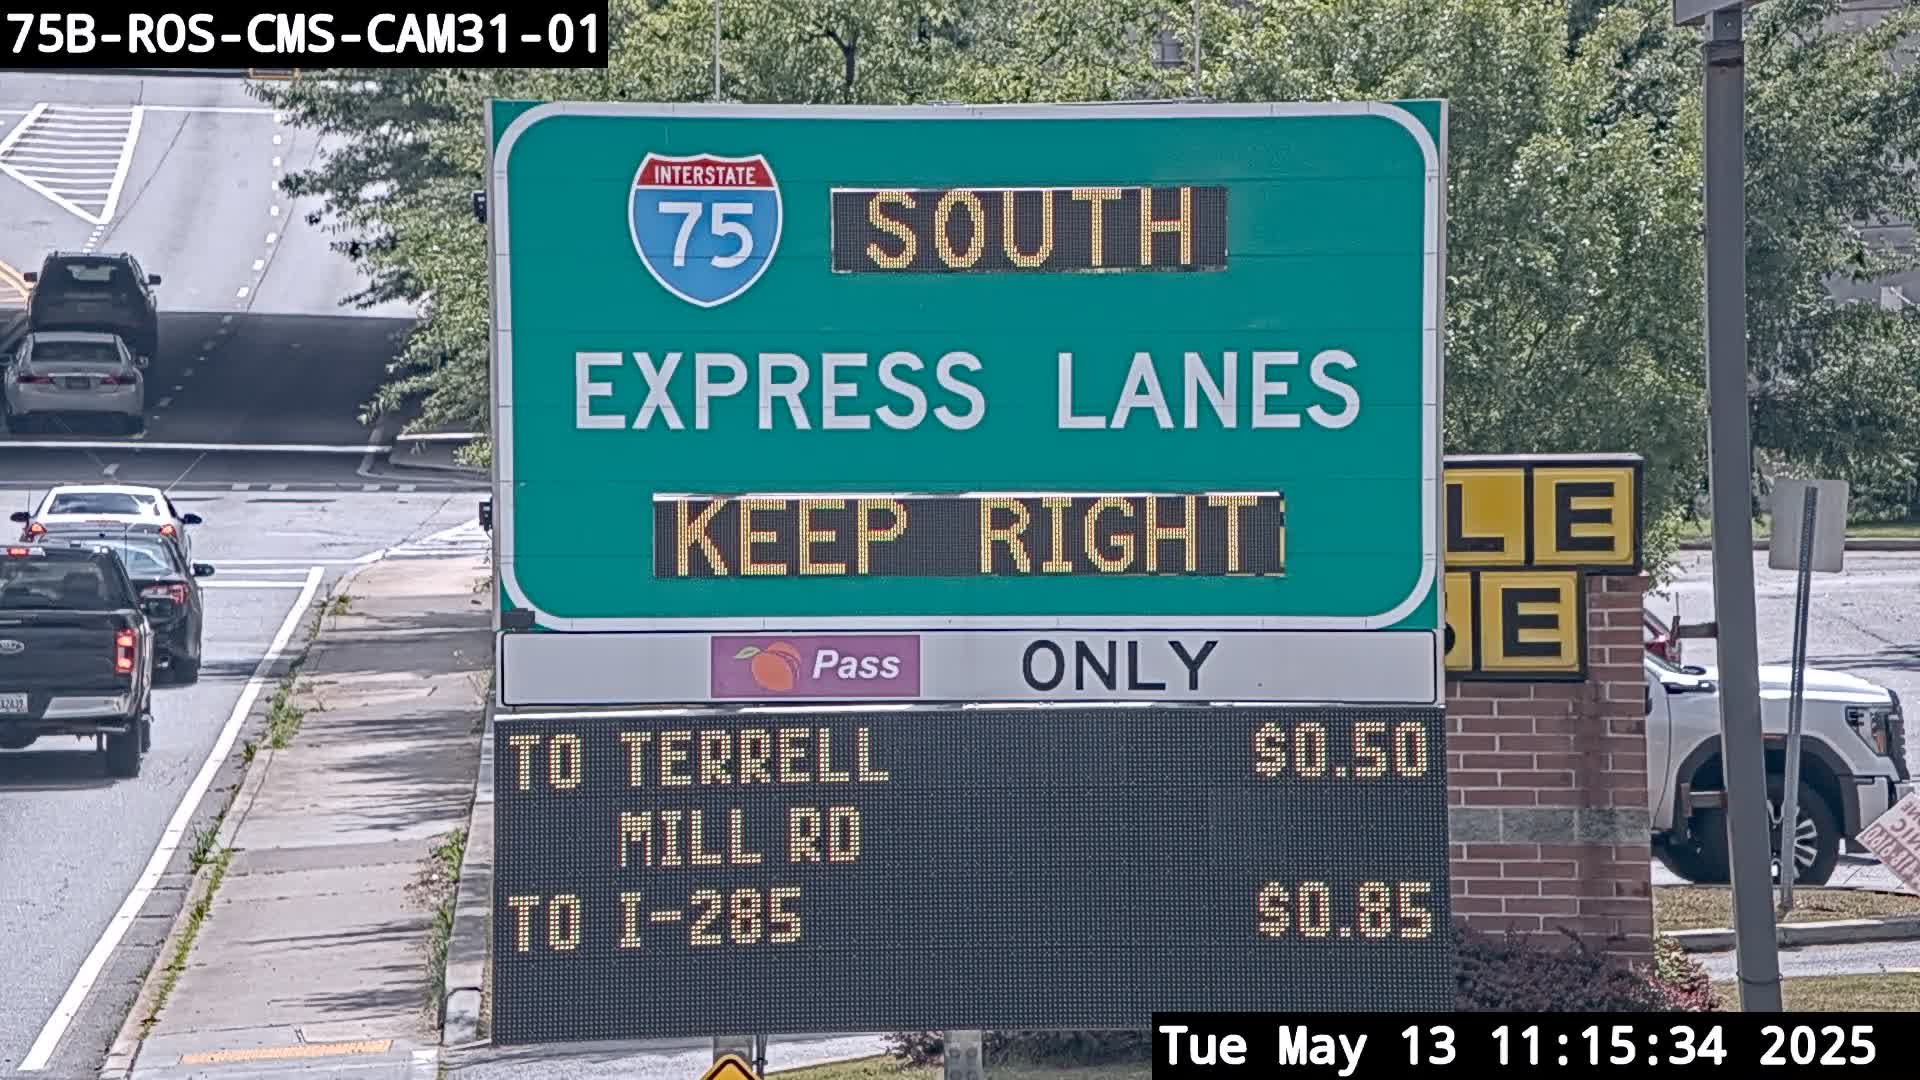 75B-ROS-CMS-CAM31-01
INTERSTATE
75
SOUTH
EXPRESS LANES
KEEP RIGHT
Pass ONLY
TO TERRELL $0.50
MILL RD
TO I-285 $0.85
LE
E
Tue May 13 11:15:34 2025